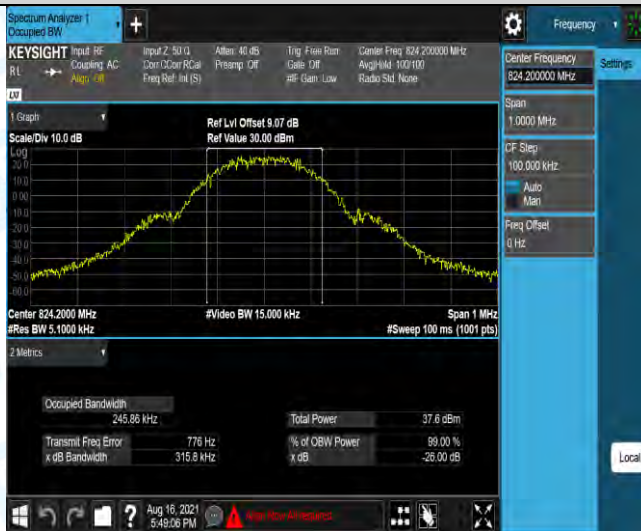 Spectrum Analyzer 1
Occupied BW
Frequency
KEYSIGHT
RL
Input: RF
Coupling: AC
Align: Off
Input Z: 50 Ω
Corr CCorr RCal
Freq Ref: Int (S)
Atten: 40 dB
Preamp: Off
Trig: Free Run
Gate: Off
#IF Gain: Low
Center Freq: 824.200000 MHz
Avg|Hold: 100/100
Radio Std: None
LXI
1 Graph
Scale/Div 10.0 dB
Ref Lvl Offset 9.07 dB
Ref Value 30.00 dBm
Log
20.0
10.0
0.00
-10.0
-20.0
-30.0
-40.0
-50.0
-60.0
Center 824.2000 MHz
#Video BW 15.000 kHz
Span 1 MHz
#Res BW 5.1000 kHz
#Sweep 100 ms (1001 pts)
2 Metrics
Occupied Bandwidth
245.86 kHz
Total Power
37.6 dBm
Transmit Freq Error
776 Hz
% of OBW Power
99.00 %
x dB Bandwidth
315.8 kHz
x dB
-26.00 dB
Center Frequency
824.200000 MHz
Settings
Span
1.0000 MHz
CF Step
100.000 kHz
Auto
Man
Freq Offset
0 Hz
Local
?
Aug 16, 2021
5:49:06 PM